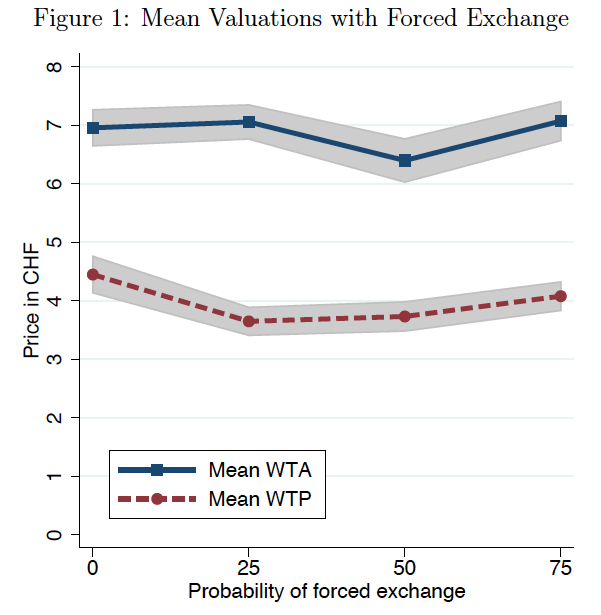 Figure 1: Mean Valuations with Forced Exchange
8
7
6
5
4
3
2
1
0
Price in CHF
Mean WTA
Mean WTP
0 25 50 75
Probability of forced exchange